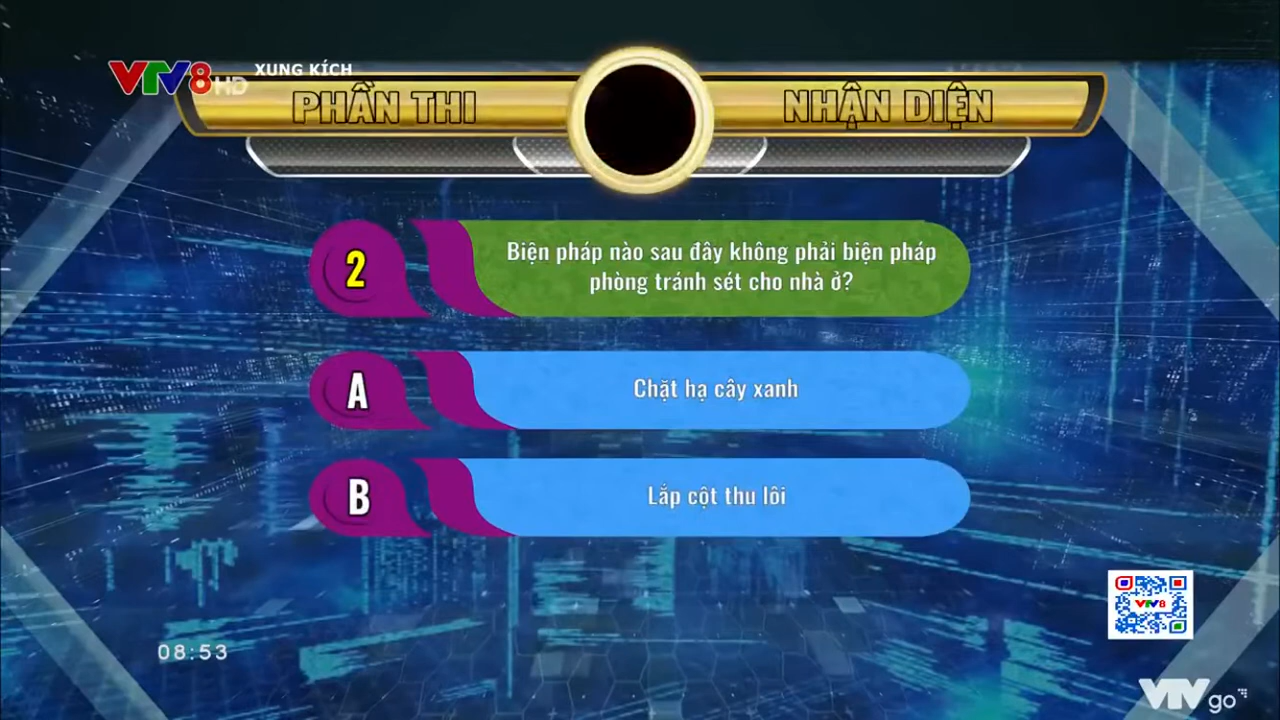 VTV8 HD
XUNG KÍCH
PHẦN THI
NHẬN DIỆN
2
Biện pháp nào sau đây không phải biện pháp
phòng tránh sét cho nhà ở?
A
Chặt hạ cây xanh
B
Lắp cột thu lôi
VTV8
08:53
VTV go